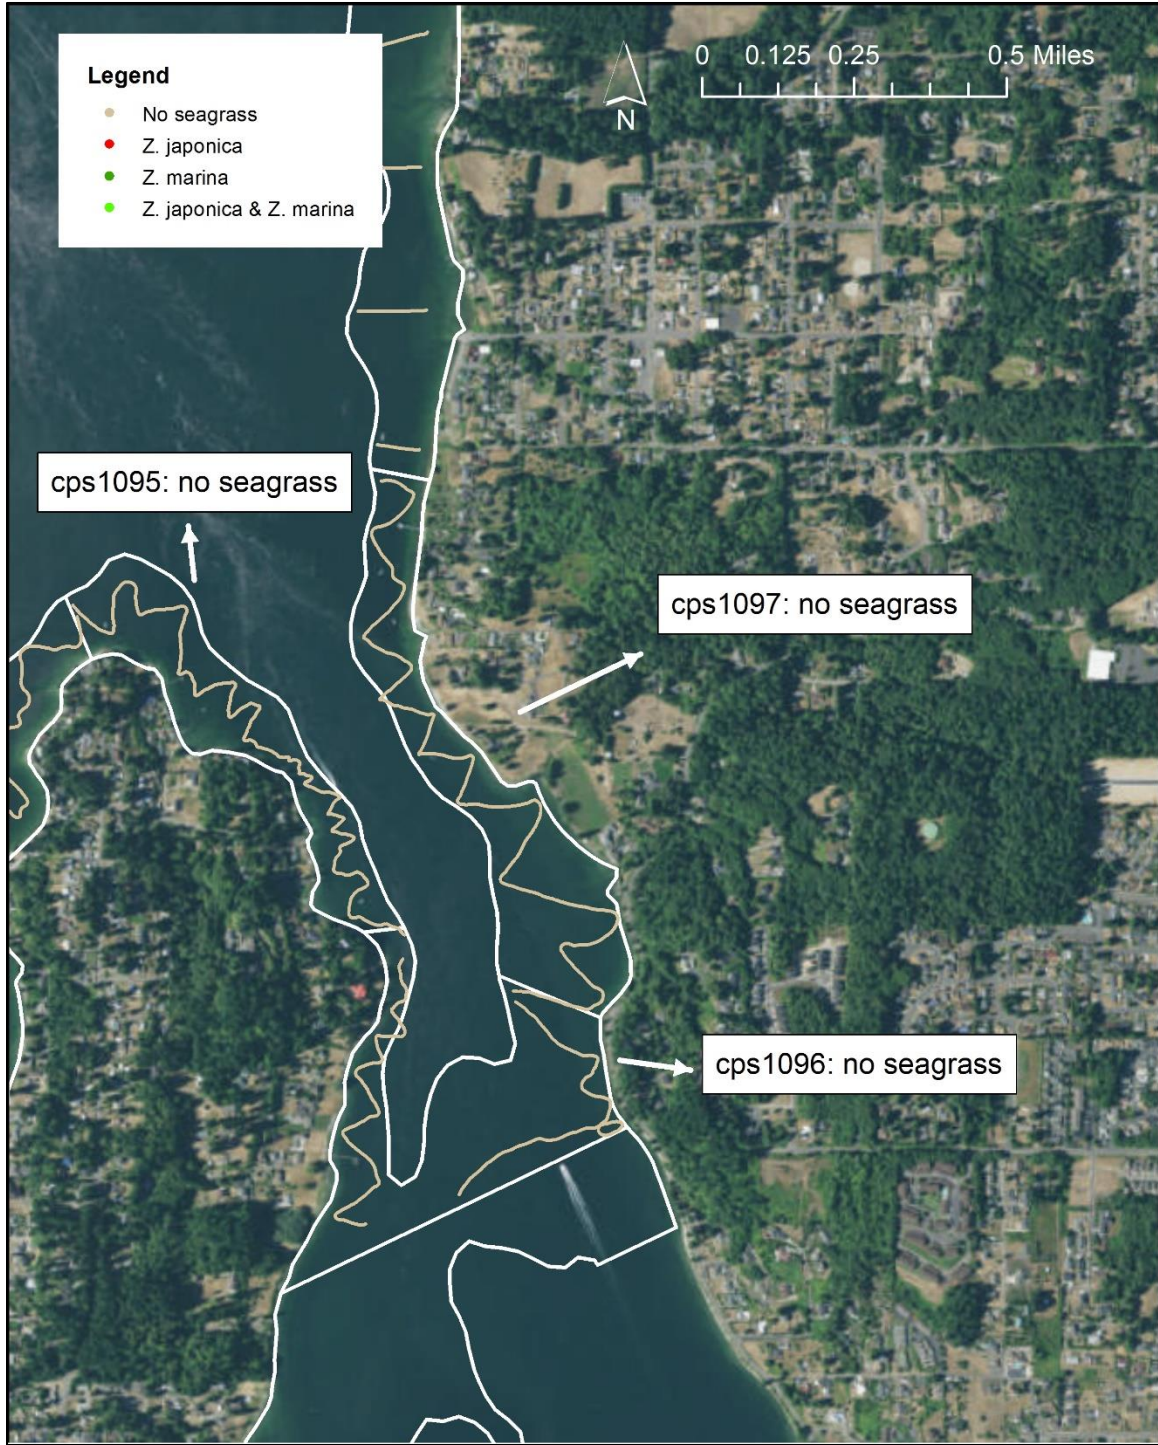 Legend
No seagrass
Z. japonica
Z. marina
Z. japonica & Z. marina
0 0.125 0.25 0.5 Miles
N
cps1095: no seagrass
cps1097: no seagrass
cps1096: no seagrass